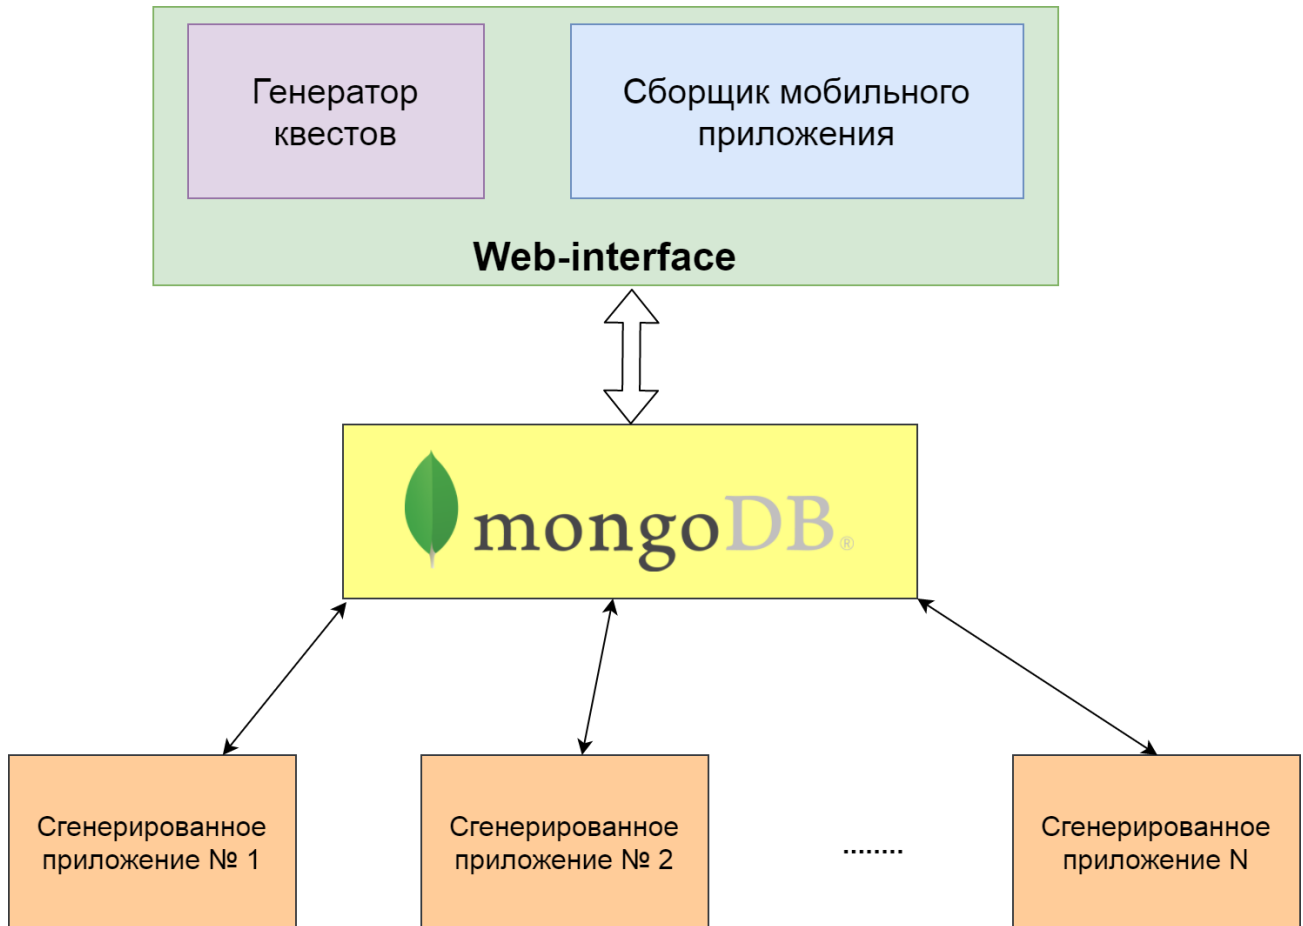 Генератор
квестов
Сборщик мобильного
приложения
Web-interface
mongoDB®
Сгенерированное
приложение № 1
Сгенерированное
приложение № 2
........
Сгенерированное
приложение N